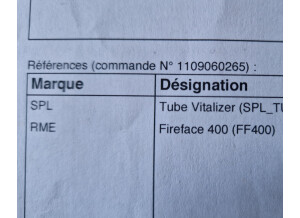 Références (commande N° 1109060265) :
Marque Désignation
SPL Tube Vitalizer (SPL_TU
RME Fireface 400 (FF400)